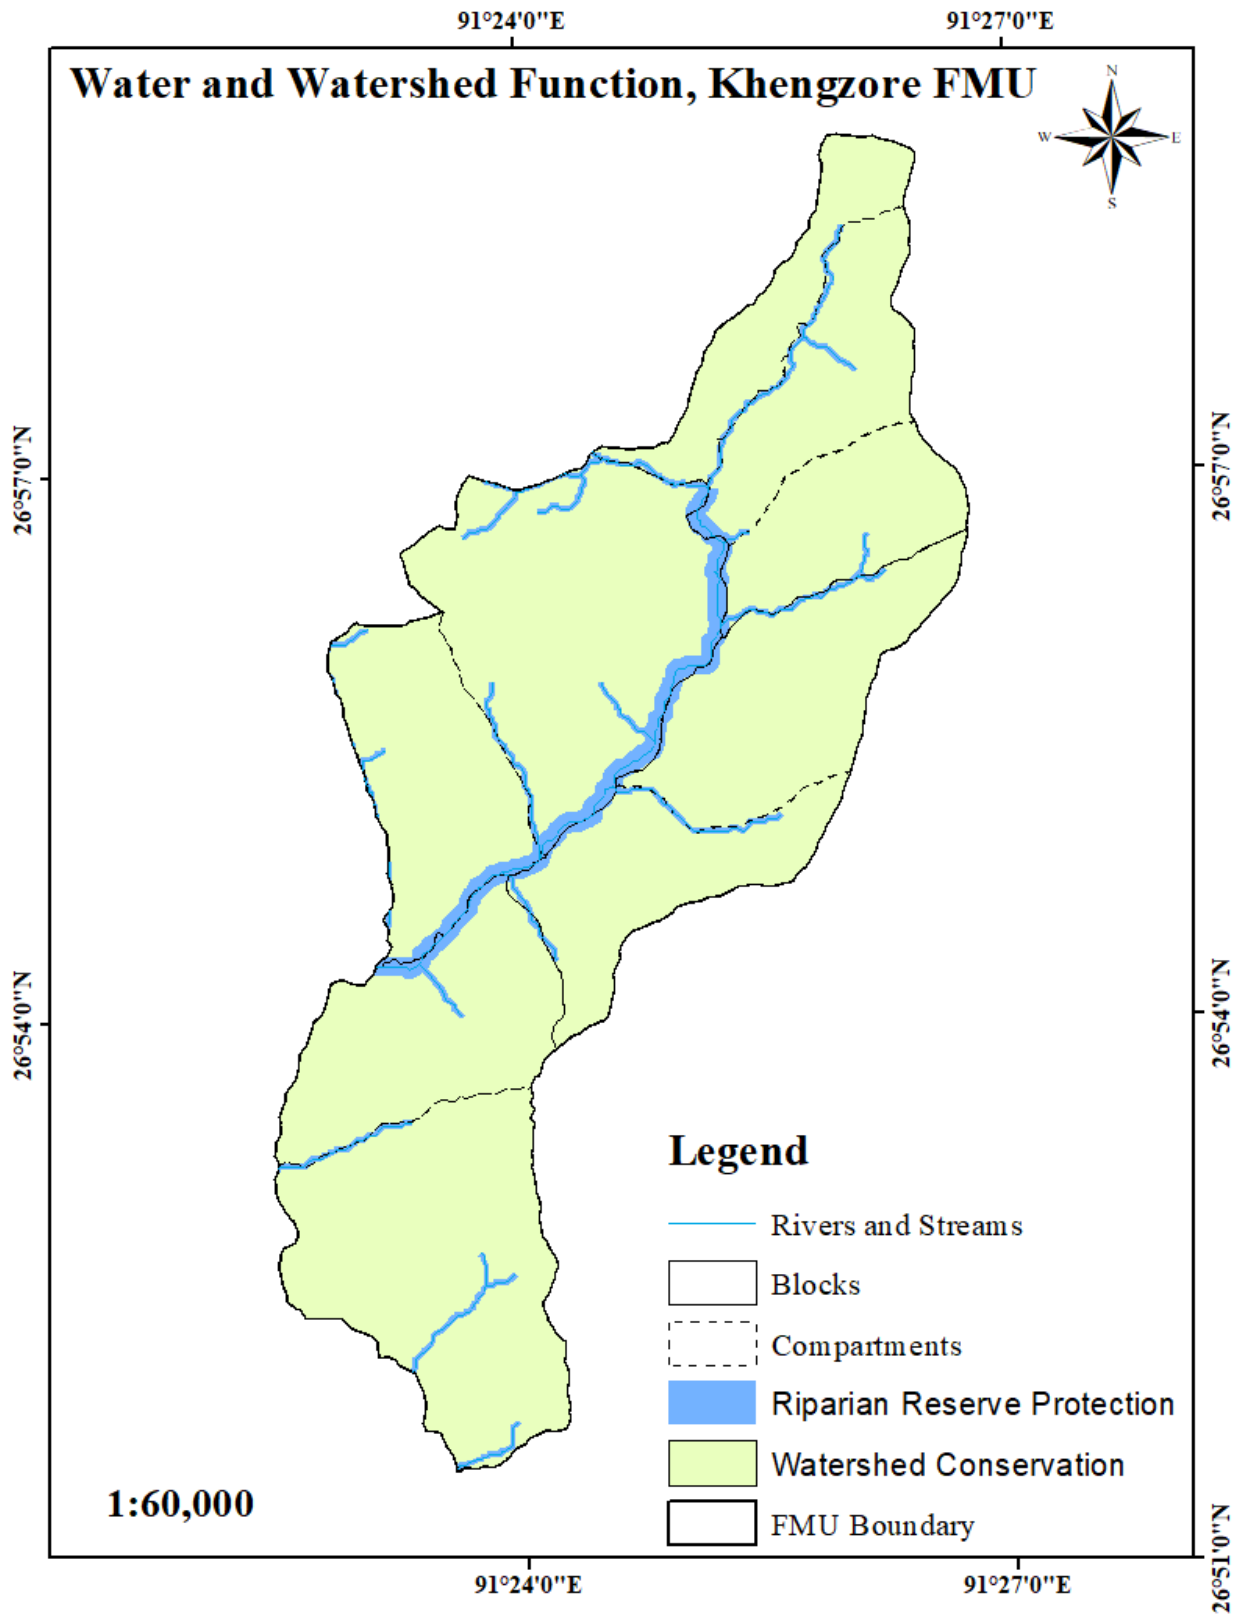 91°24'0"E 91°27'0"E
Water and Watershed Function, Khengzore FMU
N
W E
S
26°57'0"N 26°57'0"N
26°54'0"N 26°54'0"N
Legend
Rivers and Streams
Blocks
Compartments
Riparian Reserve Protection
Watershed Conservation
1:60,000
FMU Boundary
26°51'0"N
91°24'0"E 91°27'0"E